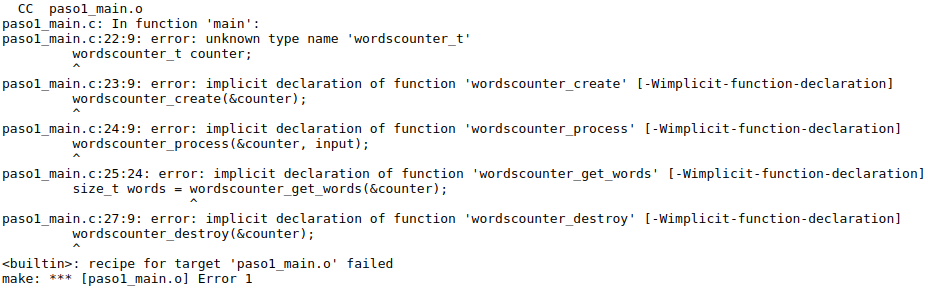 CC paso1_main.o
paso1_main.c: In function 'main':
paso1_main.c:22:9: error: unknown type name 'wordscounter_t'
wordscounter_t counter;
^
paso1_main.c:23:9: error: implicit declaration of function 'wordscounter_create' [-Wimplicit-function-declaration]
wordscounter_create(&counter);
^
paso1_main.c:24:9: error: implicit declaration of function 'wordscounter_process' [-Wimplicit-function-declaration]
wordscounter_process(&counter, input);
^
paso1_main.c:25:24: error: implicit declaration of function 'wordscounter_get_words' [-Wimplicit-function-declaration]
size_t words = wordscounter_get_words(&counter);
^
paso1_main.c:27:9: error: implicit declaration of function 'wordscounter_destroy' [-Wimplicit-function-declaration]
wordscounter_destroy(&counter);
^
<builtin>: recipe for target 'paso1_main.o' failed
make: *** [paso1_main.o] Error 1